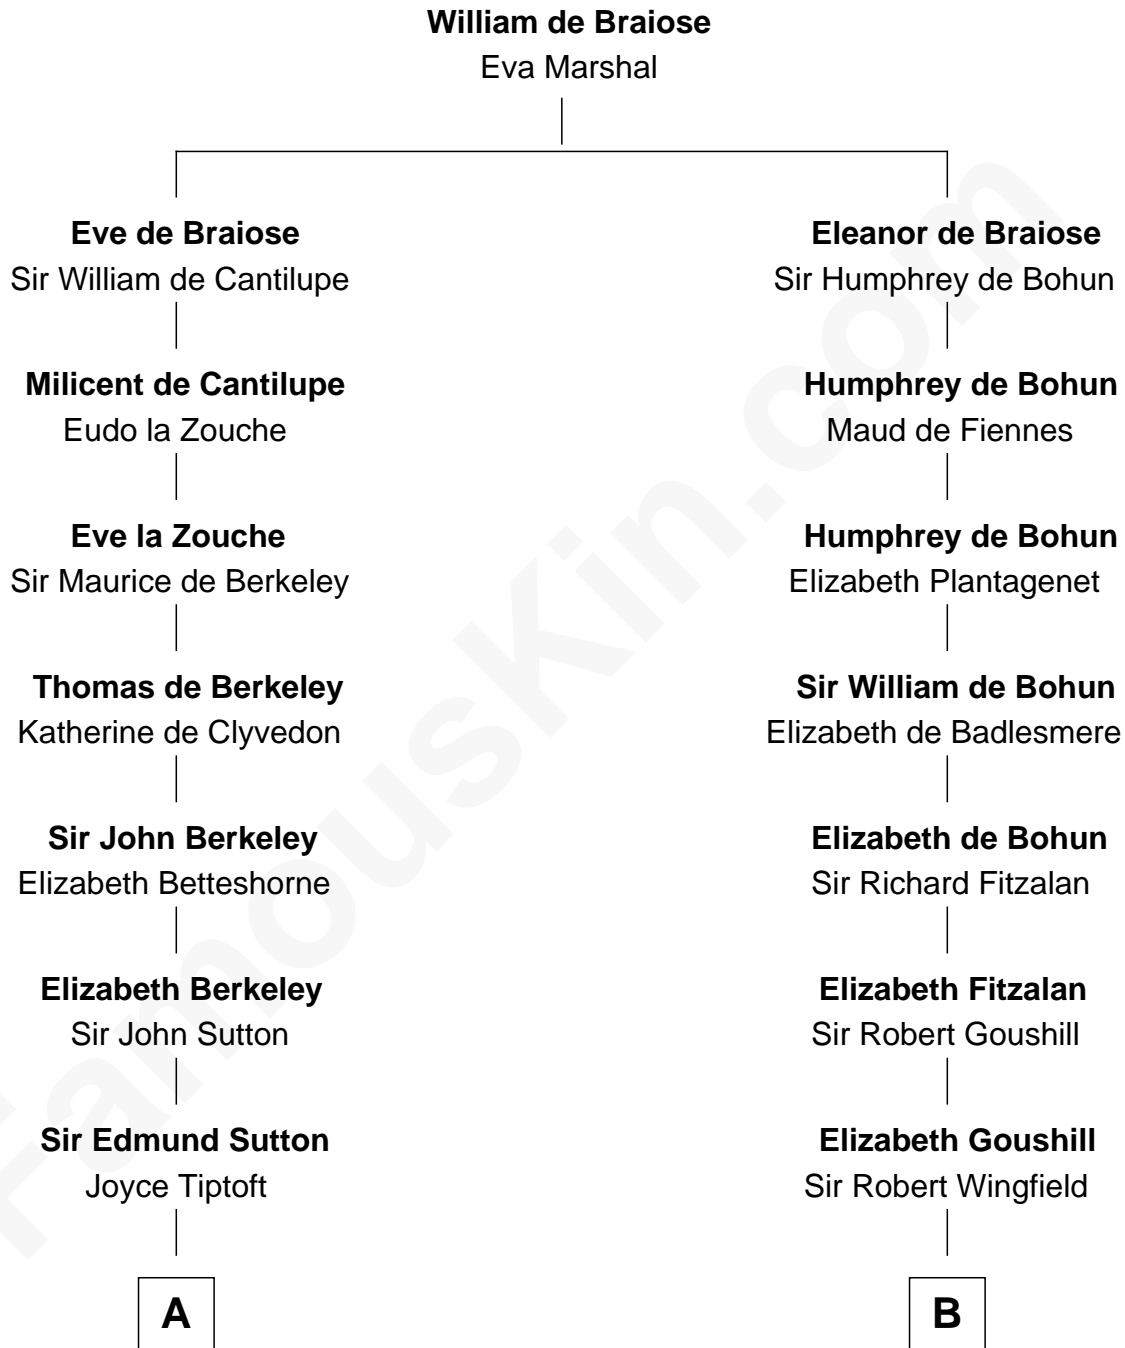 William de Braiose
Eva Marshal
Eve de Braiose
Sir William de Cantilupe
Eleanor de Braiose
Sir Humphrey de Bohun
Milicent de Cantilupe
Eudo la Zouche
Humphrey de Bohun
Maud de Fiennes
Eve la Zouche
Sir Maurice de Berkeley
Humphrey de Bohun
Elizabeth Plantagenet
Thomas de Berkeley
Katherine de Clyvedon
Sir William de Bohun
Elizabeth de Badlesmere
Sir John Berkeley
Elizabeth Betteshorne
Elizabeth de Bohun
Sir Richard Fitzalan
Elizabeth Berkeley
Sir John Sutton
Elizabeth Fitzalan
Sir Robert Goushill
Sir Edmund Sutton
Joyce Tiptoft
Elizabeth Goushill
Sir Robert Wingfield
A
B
FamousKin.com